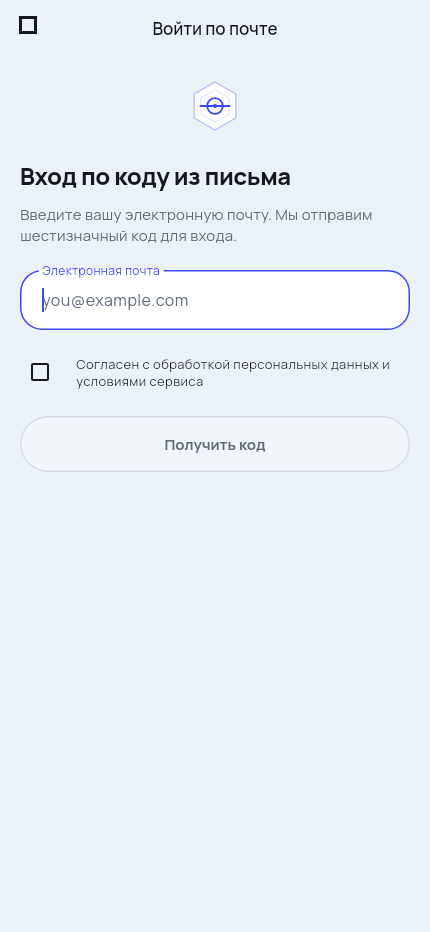 Войти по почте
Вход по коду из письма
Введите вашу электронную почту. Мы отправим
шестизначный код для входа.
Электронная почта
you@example.com
Согласен с обработкой персональных данных и
условиями сервиса
Получить код